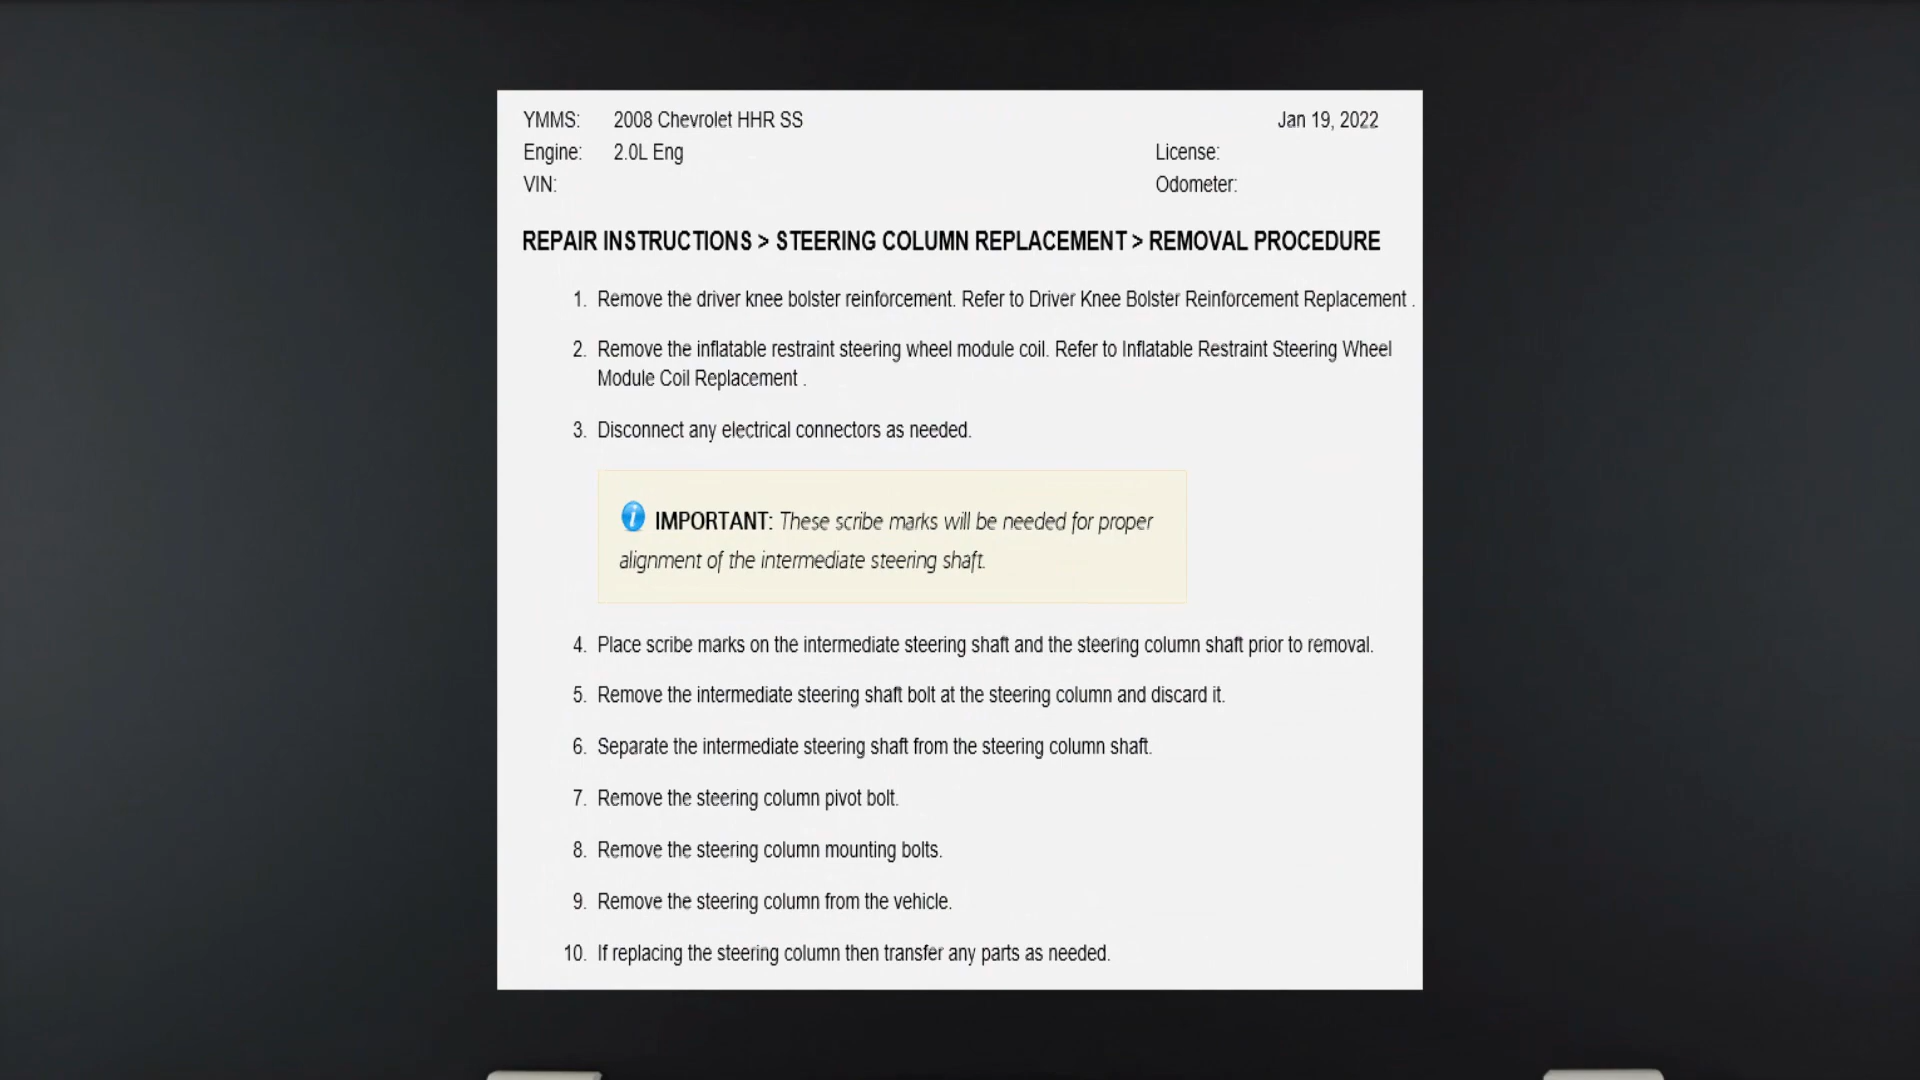 YMMS: 2008 Chevrolet HHR SS Jan 19, 2022
Engine: 2.0L Eng License:
VIN: Odometer:
REPAIR INSTRUCTIONS > STEERING COLUMN REPLACEMENT > REMOVAL PROCEDURE
1. Remove the driver knee bolster reinforcement. Refer to Driver Knee Bolster Reinforcement Replacement .
2. Remove the inflatable restraint steering wheel module coil. Refer to Inflatable Restraint Steering Wheel
Module Coil Replacement .
3. Disconnect any electrical connectors as needed.
IMPORTANT: These scribe marks will be needed for proper
alignment of the intermediate steering shaft.
4. Place scribe marks on the intermediate steering shaft and the steering column shaft prior to removal.
5. Remove the intermediate steering shaft bolt at the steering column and discard it.
6. Separate the intermediate steering shaft from the steering column shaft.
7. Remove the steering column pivot bolt.
8. Remove the steering column mounting bolts.
9. Remove the steering column from the vehicle.
10. If replacing the steering column then transfer any parts as needed.